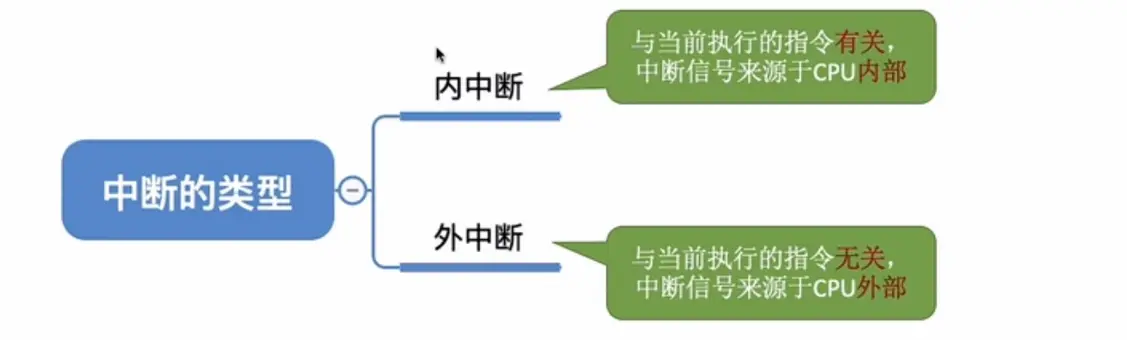 与当前执行的指令有关，
中断信号来源于CPU内部
内中断
中断的类型
外中断
与当前执行的指令无关，
中断信号来源于CPU外部